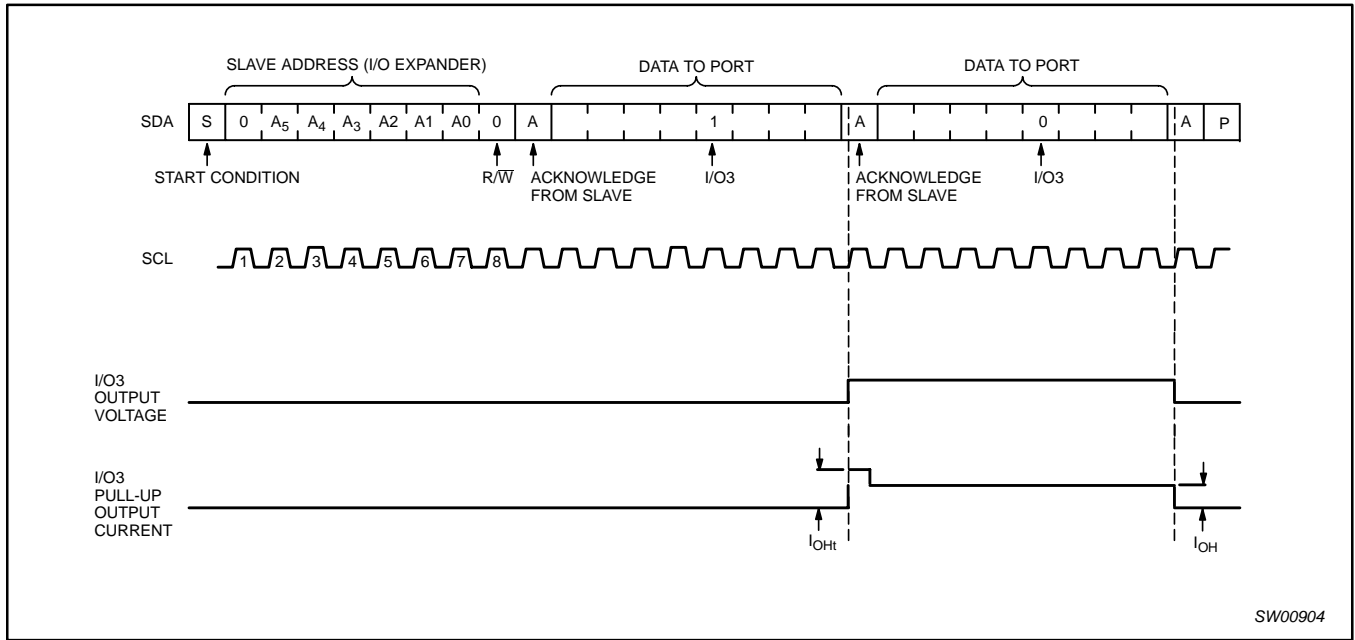 SLAVE ADDRESS (I/O EXPANDER)
DATA TO PORT
DATA TO PORT
SDA S 0 A5 A4 A3 A2 A1 A0 0 A 1 A 0 A P
START CONDITION
R/W
ACKNOWLEDGE
FROM SLAVE
I/O3
ACKNOWLEDGE
FROM SLAVE
I/O3
SCL 1 2 3 4 5 6 7 8
I/O3
OUTPUT
VOLTAGE
I/O3
PULL-UP
OUTPUT
CURRENT
IOHt
IOH
SW00904